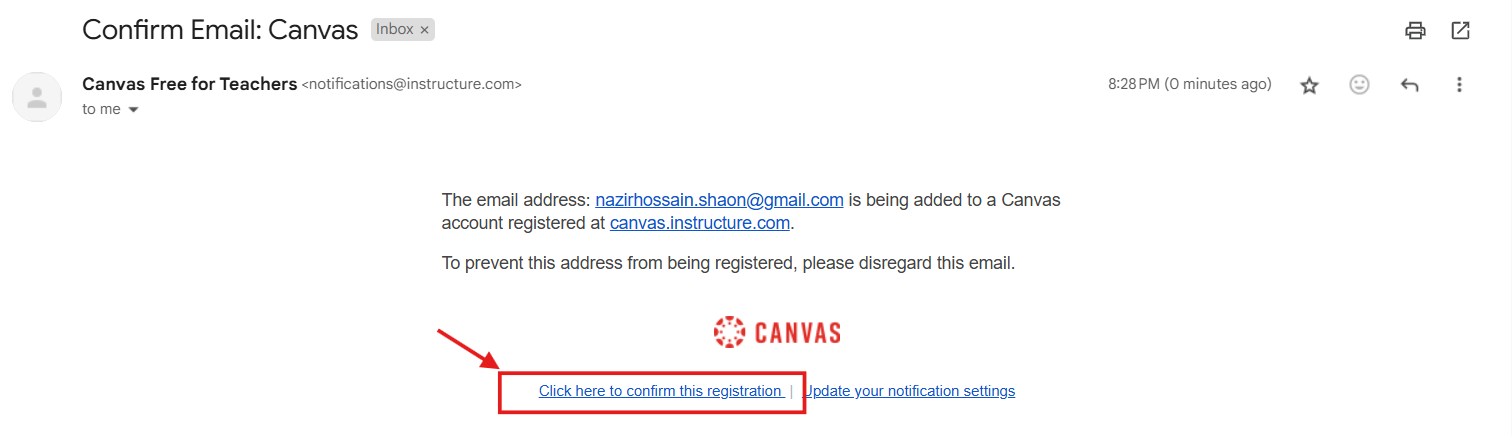 Confirm Email: Canvas Inbox ×
Canvas Free for Teachers <notifications@instructure.com> 8:28 PM (0 minutes ago)
to me
The email address: nazirhossain.shaon@gmail.com is being added to a Canvas
account registered at canvas.instructure.com.
To prevent this address from being registered, please disregard this email.
CANVAS
Click here to confirm this registration | Update your notification settings